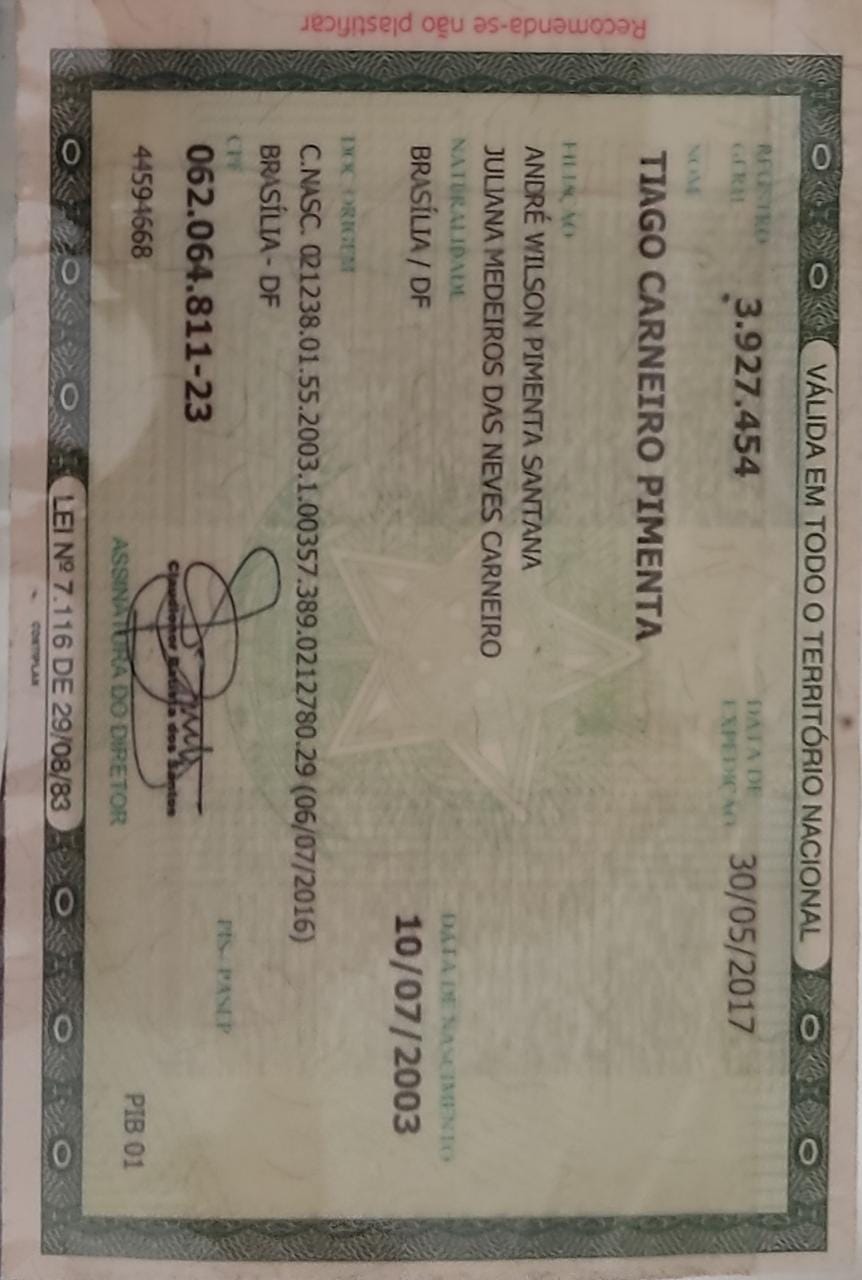 Recomenda-se não plastificar
VÁLIDA EM TODO O TERRITÓRIO NACIONAL
REGISTRO GERAL 3.927.454 DATA DE EXPEDIÇÃO 30/05/2017
NOME
TIAGO CARNEIRO PIMENTA
FILIAÇÃO
ANDRÉ WILSON PIMENTA SANTANA
JULIANA MEDEIROS DAS NEVES CARNEIRO
NATURALIDADE DATA DE NASCIMENTO
BRASÍLIA / DF 10/07/2003
DOC ORIGEM
C.NASC. 021238.01.55.2003.1.00357.389.0212780.29 (06/07/2016)
BRASÍLIA - DF
CPF PIS-PASEP
062.064.811-23
Claudionor Batista dos Santos
44594668 PIB 01
ASSINATURA DO DIRETOR
LEI Nº 7.116 DE 29/08/83